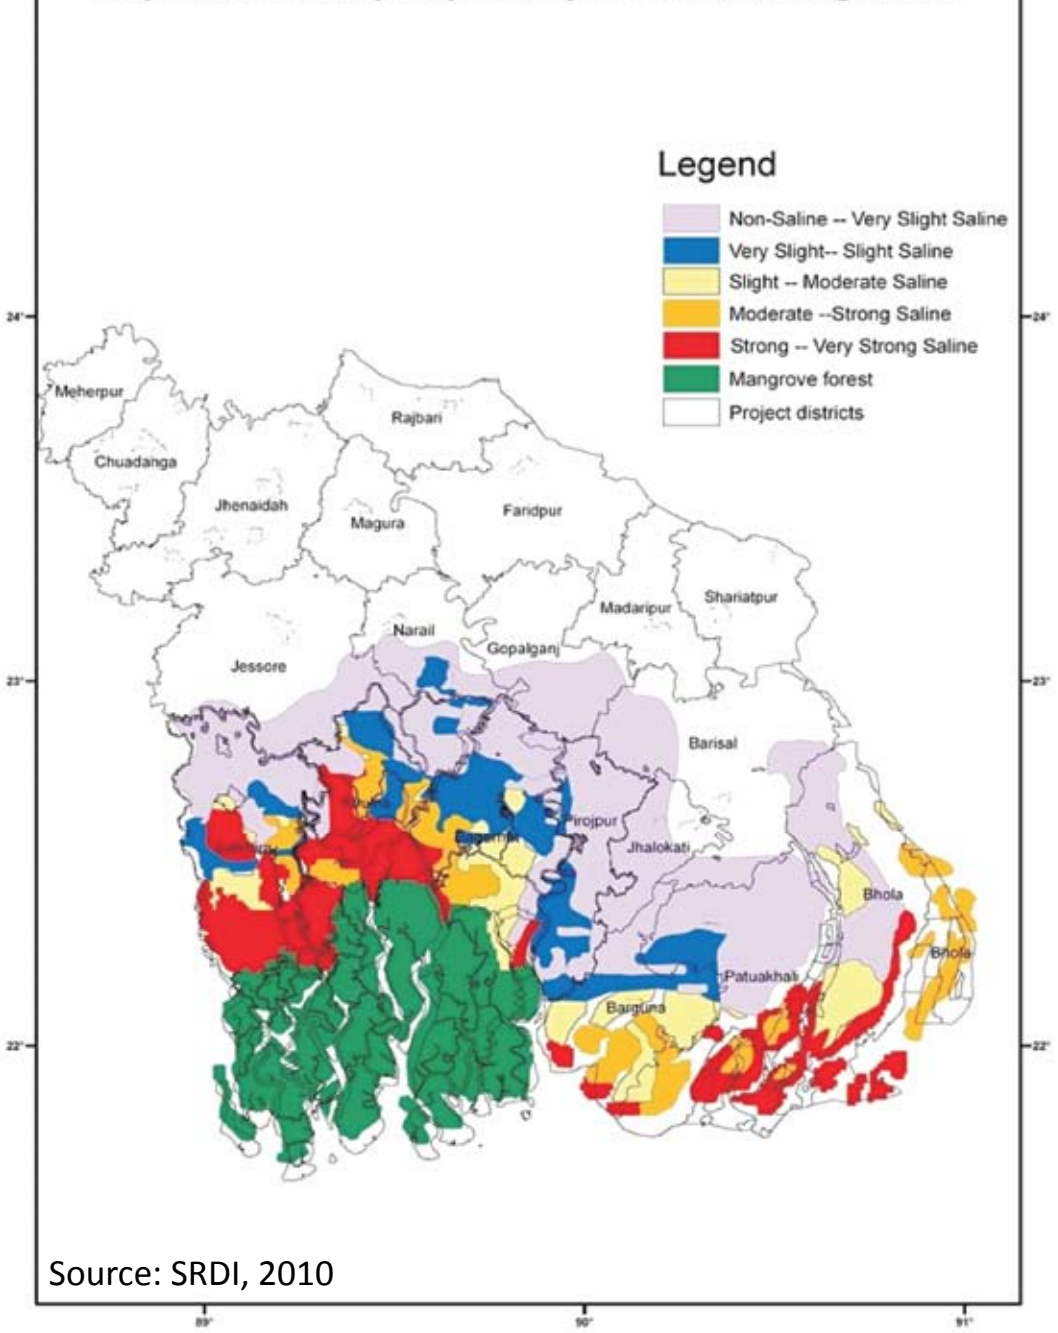 Legend
Non-Saline -- Very Slight Saline
Very Slight-- Slight Saline
Slight -- Moderate Saline
Moderate --Strong Saline
Strong -- Very Strong Saline
Mangrove forest
Project districts
24°
24°
Meherpur
Rajbari
Chuadanga
Jhenaidah
Magura
Faridpur
Shariatpur
Madaripur
Narail
Gopalganj
Jessore
23°
23°
Barisal
Pirojpur
Jhalokati
Bhola
Bhola
Patuakhali
Barguna
22°
22°
Source: SRDI, 2010
89°
90°
91°